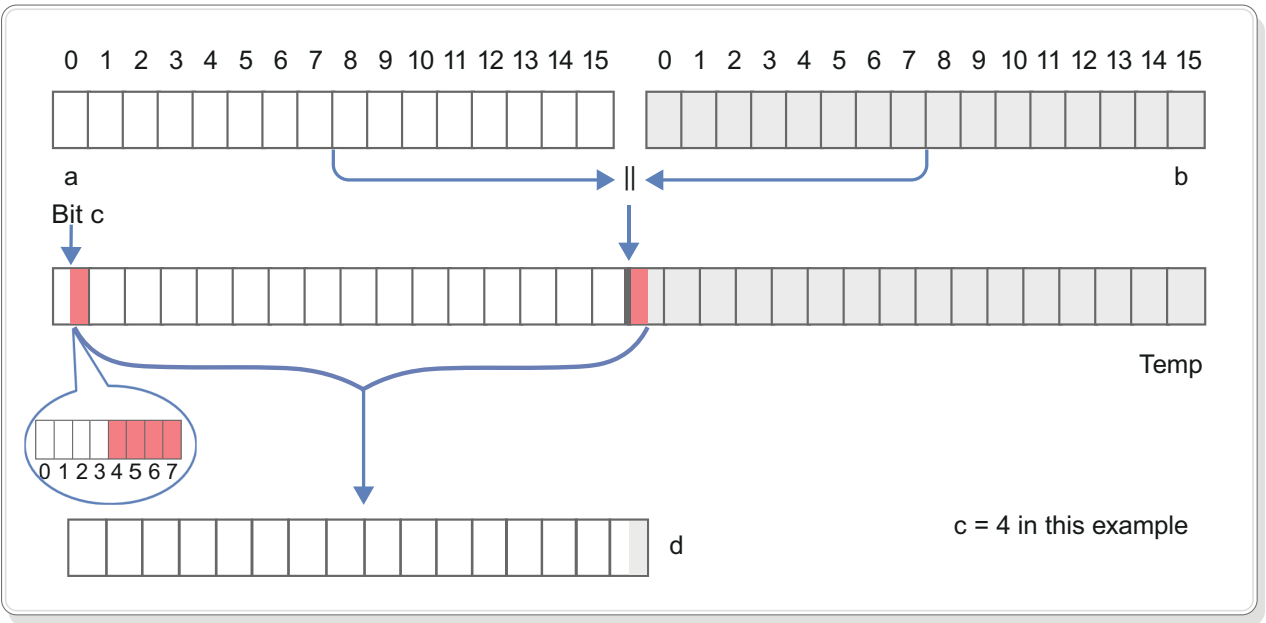 0 1 2 3 4 5 6 7 8 9 10 11 12 13 14 15 0 1 2 3 4 5 6 7 8 9 10 11 12 13 14 15
a || b
Bit c
Temp
0 1 2 3 4 5 6 7
c = 4 in this example
d